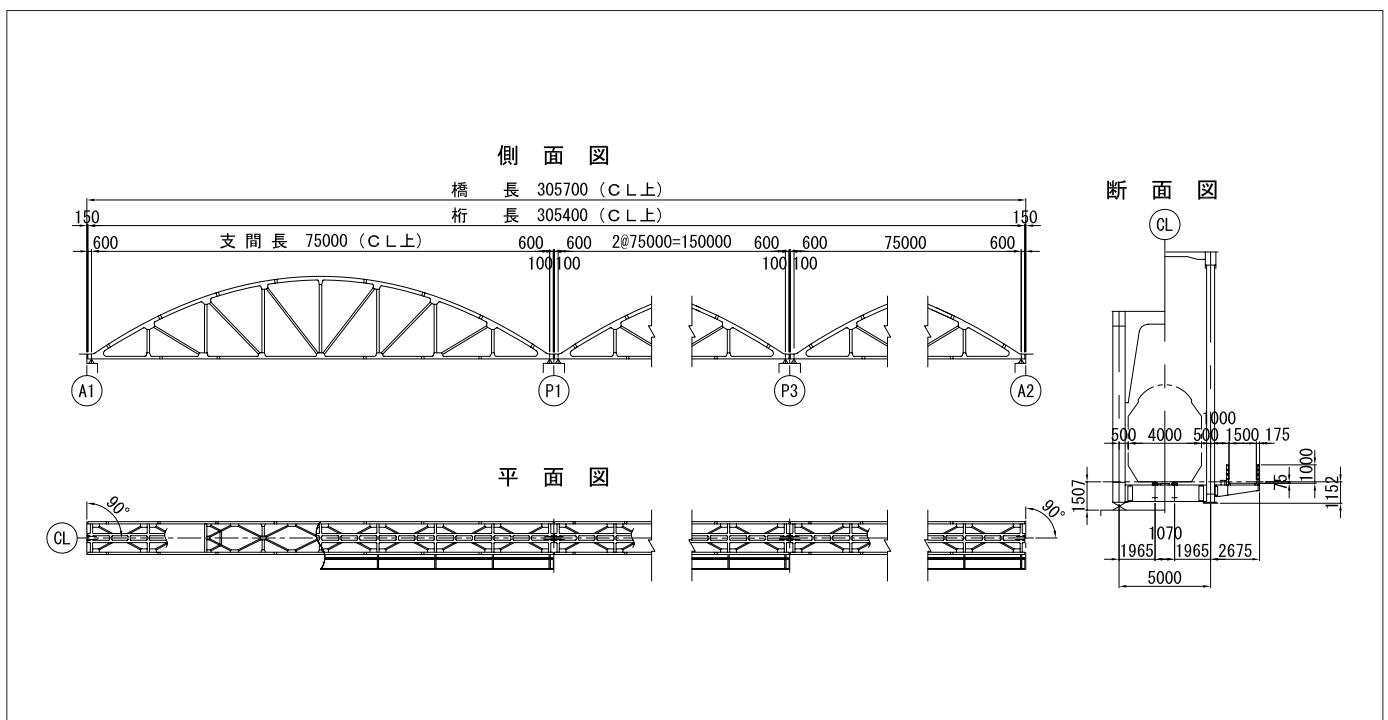 側 面 図
橋 長 305700 (CL上)
150 桁 長 305400 (CL上) 150
600 支間長 75000 (CL上) 600 600 2@75000=150000 600 600 75000 600
100 100 100 100
A1 P1 P3 A2
平 面 図
90° 90°
CL
断 面 図
CL
1000
500 4000 500 1500 175
1507 75 1000 1152
1070
1965 1965 2675
5000